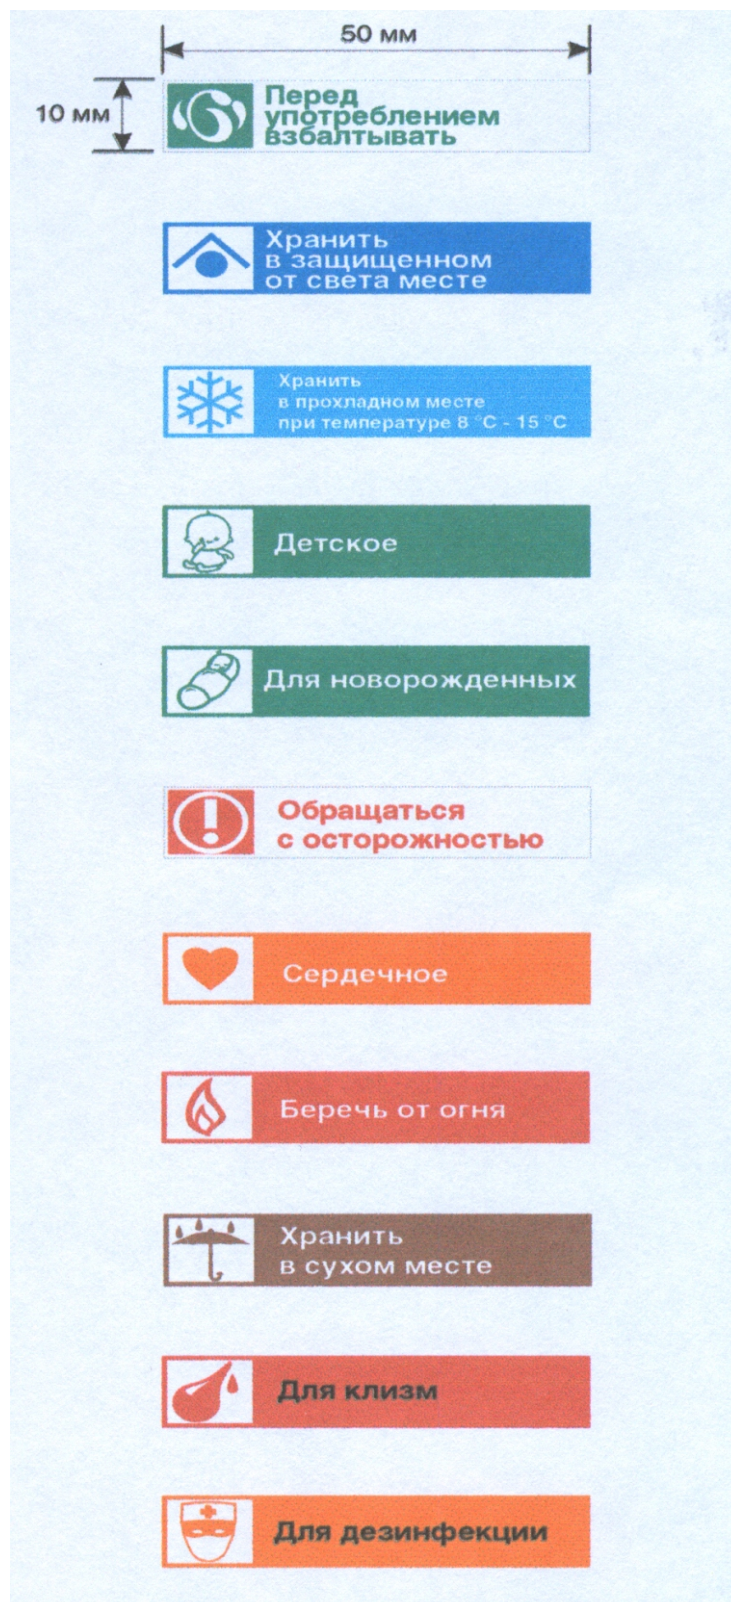 50 мм
10 мм
Перед
употреблением
взбалтывать
Хранить
в защищенном
от света месте
Хранить
в прохладном месте
при температуре 8 °С - 15 °С
Детское
Для новорожденных
Обращаться
с осторожностью
Сердечное
Беречь от огня
Хранить
в сухом месте
Для клизм
Для дезинфекции